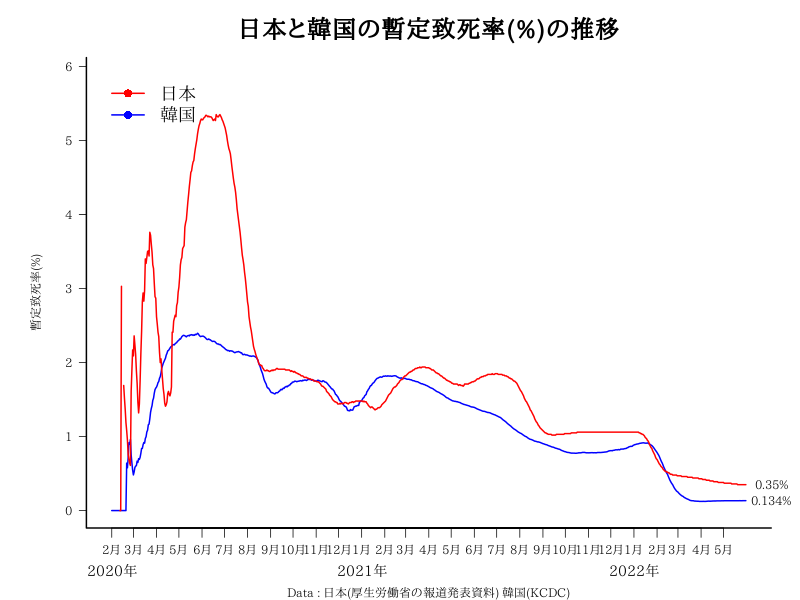 日本と韓国の暫定致死率(%)の推移
6
5
4
3
2
1
0
暫定致死率(%)
日本
韓国
0.35%
0.134%
2月 3月 4月 5月 6月 7月 8月 9月 10月 11月 12月 1月 2月 3月 4月 5月 6月 7月 8月 9月 10月 11月 12月 1月 2月 3月 4月 5月
2020年 2021年 2022年
Data : 日本(厚生労働省の報道発表資料) 韓国(KCDC)